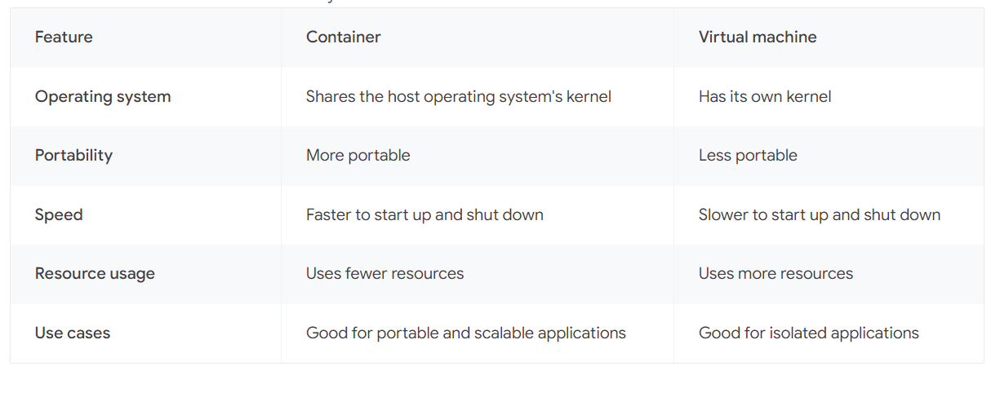 Feature Container Virtual machine
Operating system Shares the host operating system's kernel Has its own kernel
Portability More portable Less portable
Speed Faster to start up and shut down Slower to start up and shut down
Resource usage Uses fewer resources Uses more resources
Use cases Good for portable and scalable applications Good for isolated applications